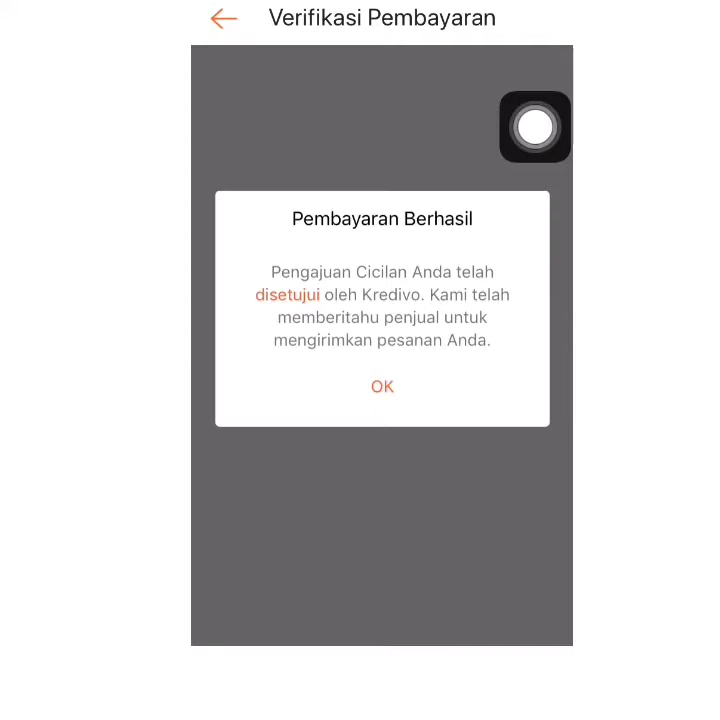 Verifikasi Pembayaran
Pembayaran Berhasil
Pengajuan Cicilan Anda telah
disetujui oleh Kredivo. Kami telah
memberitahu penjual untuk
mengirimkan pesanan Anda.
OK